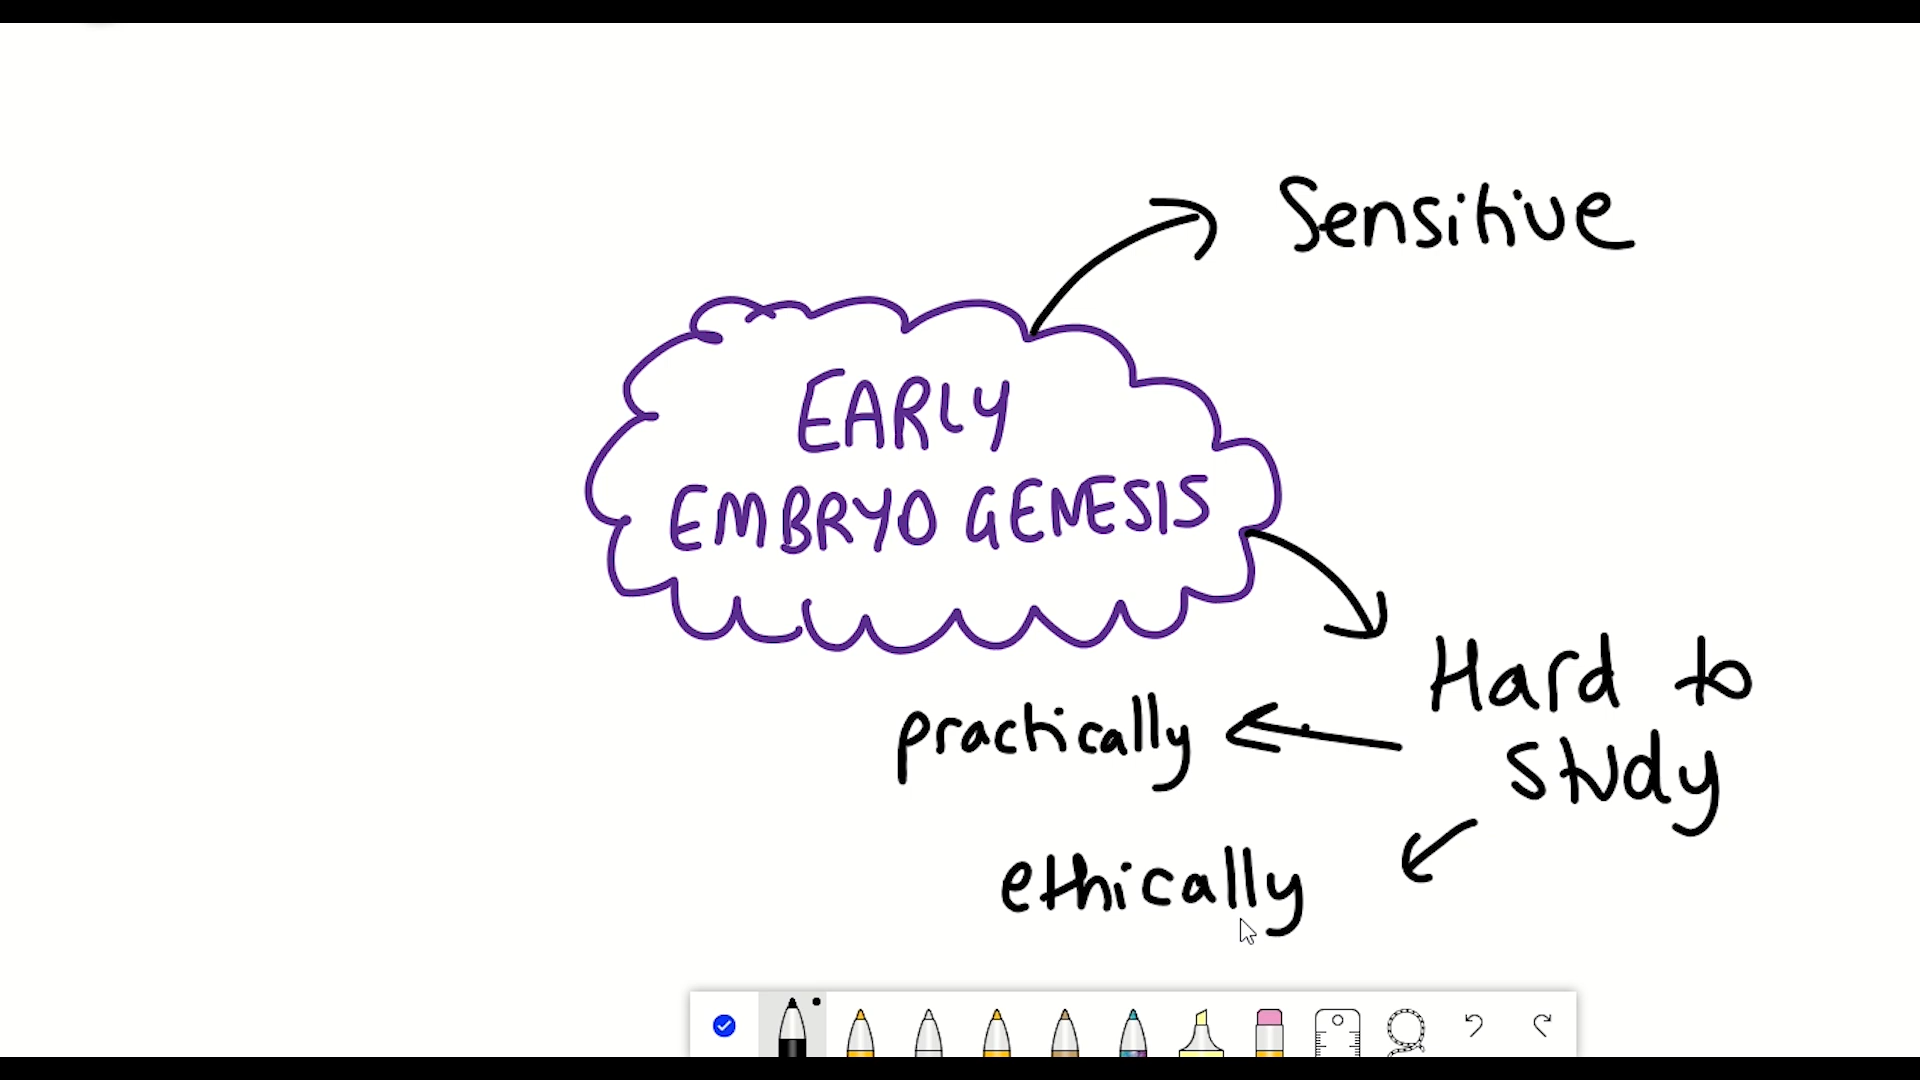 Sensitive
EARLY
EMBRYO GENESIS
Hard to
study
practically
ethically